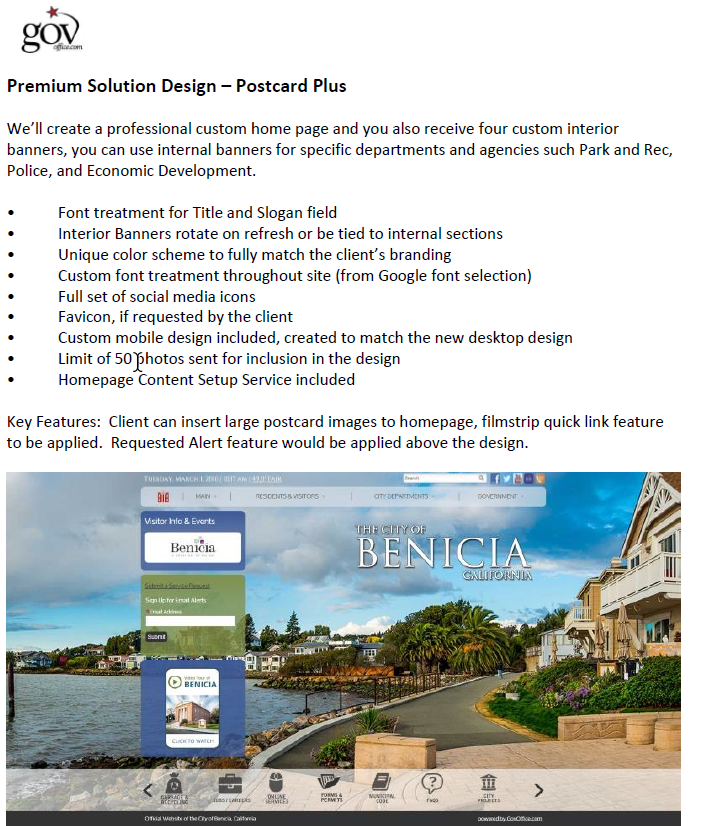 gov
office.com
Premium Solution Design – Postcard Plus
We’ll create a professional custom home page and you also receive four custom interior
banners, you can use internal banners for specific departments and agencies such Park and Rec,
Police, and Economic Development.
• Font treatment for Title and Slogan field
• Interior Banners rotate on refresh or be tied to internal sections
• Unique color scheme to fully match the client’s branding
• Custom font treatment throughout site (from Google font selection)
• Full set of social media icons
• Favicon, if requested by the client
• Custom mobile design included, created to match the new desktop design
• Limit of 50 photos sent for inclusion in the design
• Homepage Content Setup Service included
Key Features:  Client can insert large postcard images to homepage, filmstrip quick link feature
to be applied.  Requested Alert feature would be applied above the design.
TUESDAY, MARCH 1, 2016
Search
MAIN
RESIDENTS & VISITORS
CITY DEPARTMENTS
GOVERNMENT
Visitor Info & Events
Benicia
THE CITY OF
BENICIA
CALIFORNIA
Submit a Service Request
Sign Up for Email Alerts
* Email Address
Submit
VIDEO TOUR OF
BENICIA
CLICK TO WATCH!
GARBAGE &
RECYCLING
JOBS / CAREERS
ONLINE
SERVICES
FORMS &
PERMITS
MUNICIPAL
CODE
FAQS
CITY
PROJECTS
Official Website of the City of Benicia, California
powered by GovOffice.com